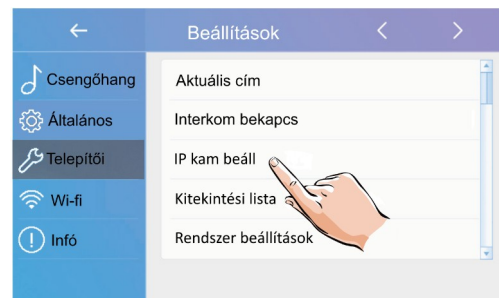 Beállítások
Csengőhang
Általános
Telepítői
Wi-fi
Infó
Aktuális cím
Interkom bekapcs
IP kam beáll
Kitekintési lista
Rendszer beállítások